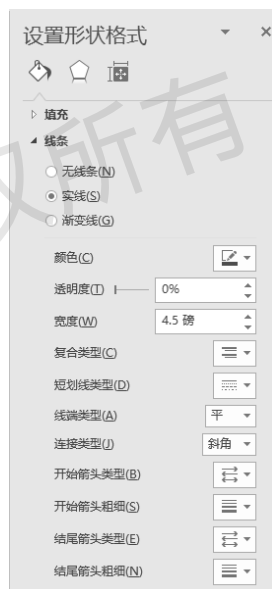 设置形状格式
填充
线条
无线条(N)
实线(S)
渐变线(G)
颜色(C)
透明度(T) 0%
宽度(W) 4.5 磅
复合类型(C)
短划线类型(D)
线端类型(A) 平
连接类型(J) 斜角
开始箭头类型(B)
开始箭头粗细(S)
结尾箭头类型(E)
结尾箭头粗细(N)
权所有